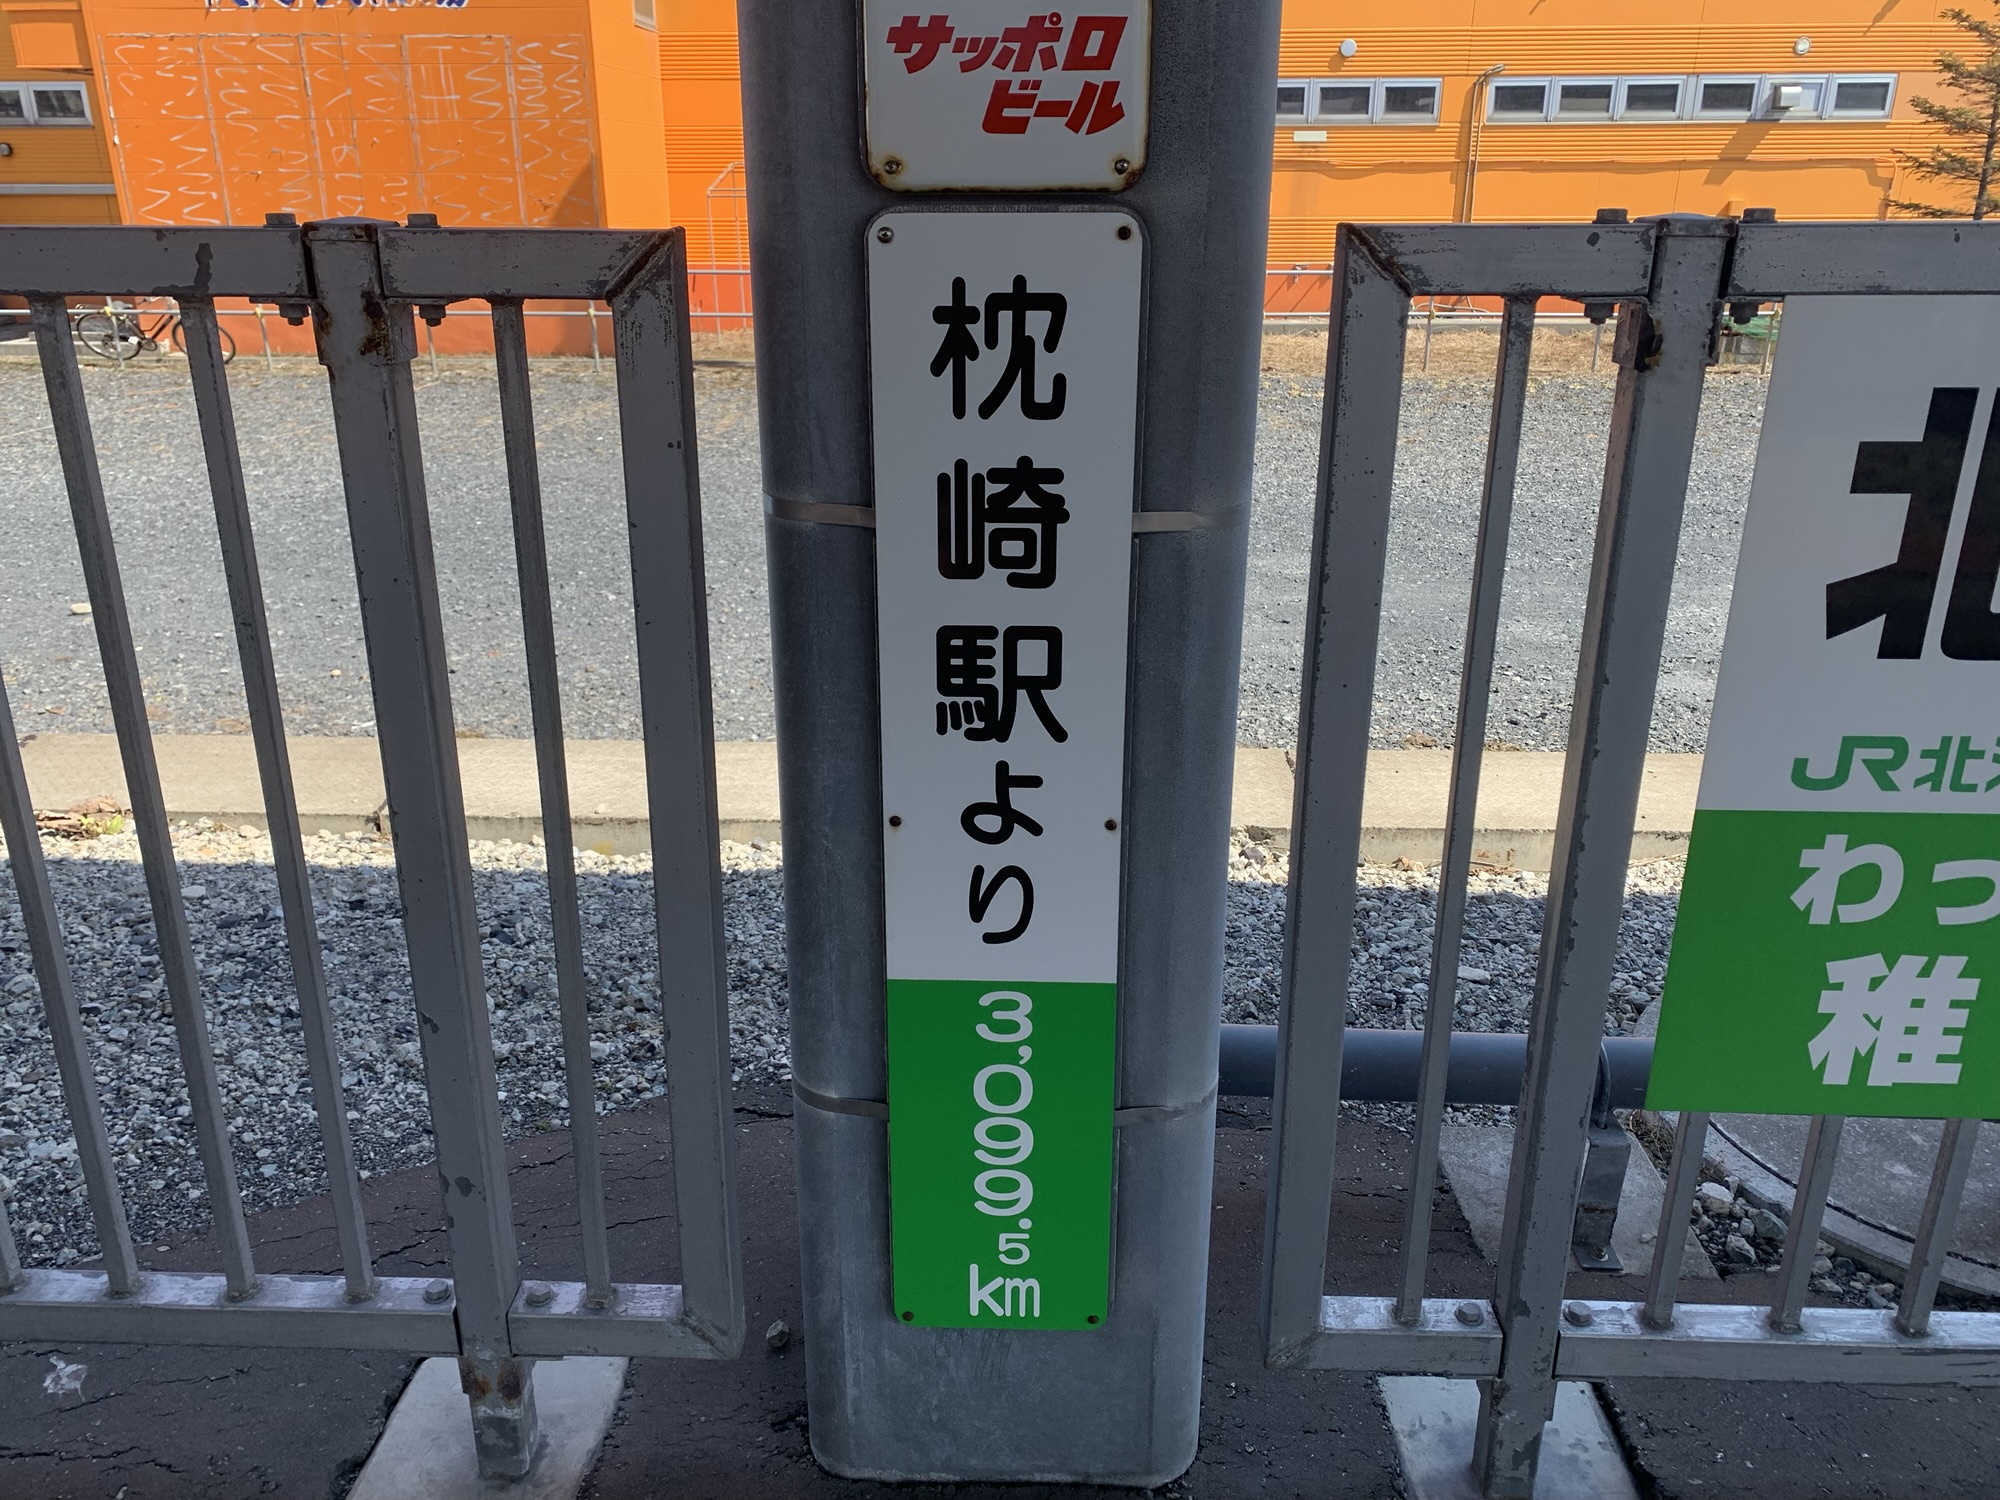 サッポロ
ビール
枕崎駅より
3,099.5
km
北
JR北
わっ
稚